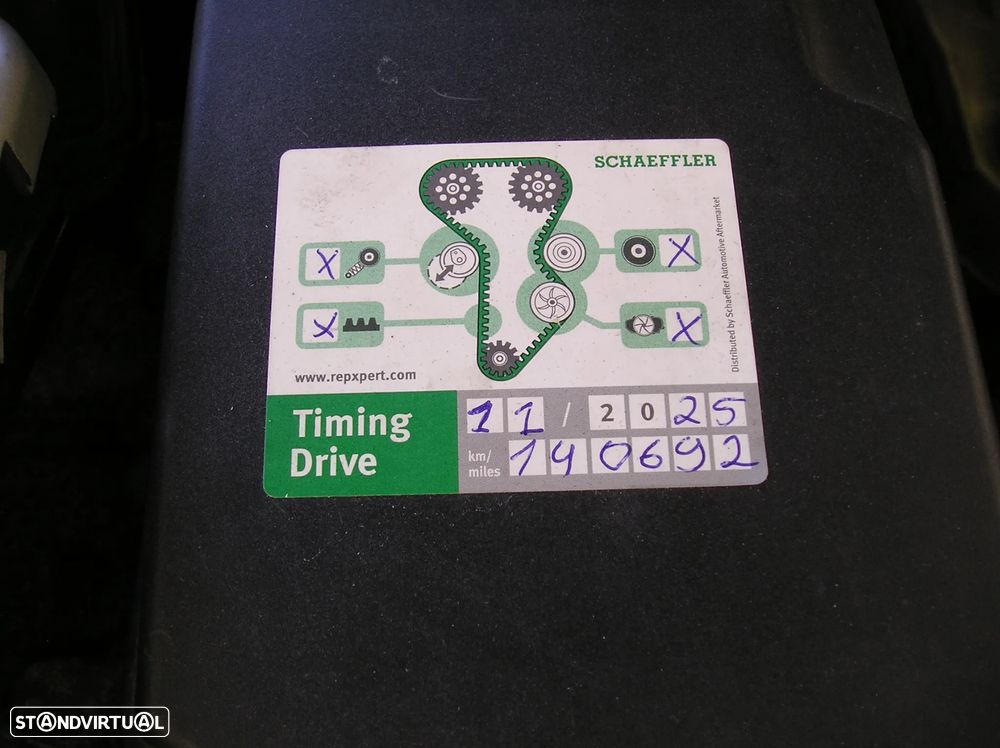 SCHAEFFLER
X
X
X
X
Distributed by Schaeffler Automotive Aftermarket
www.repxpert.com
Timing
Drive
11 / 2025
km/
miles
140692
STANDVIRTUAL